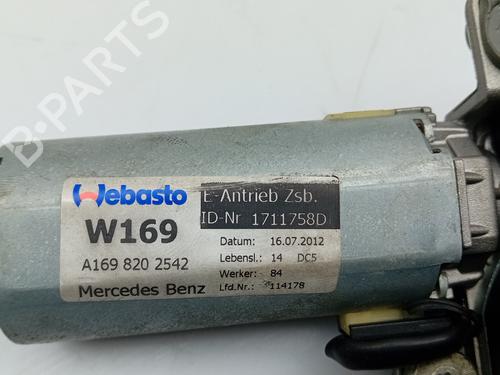 Webasto
E-Antrieb Zsb.
ID-Nr 1711758D
W169
A169 820 2542
Mercedes Benz
Datum: 16.07.2012
Lebensl.: 14 DC5
Werker: 84
Lfd.Nr.: 114178
B-PARTS